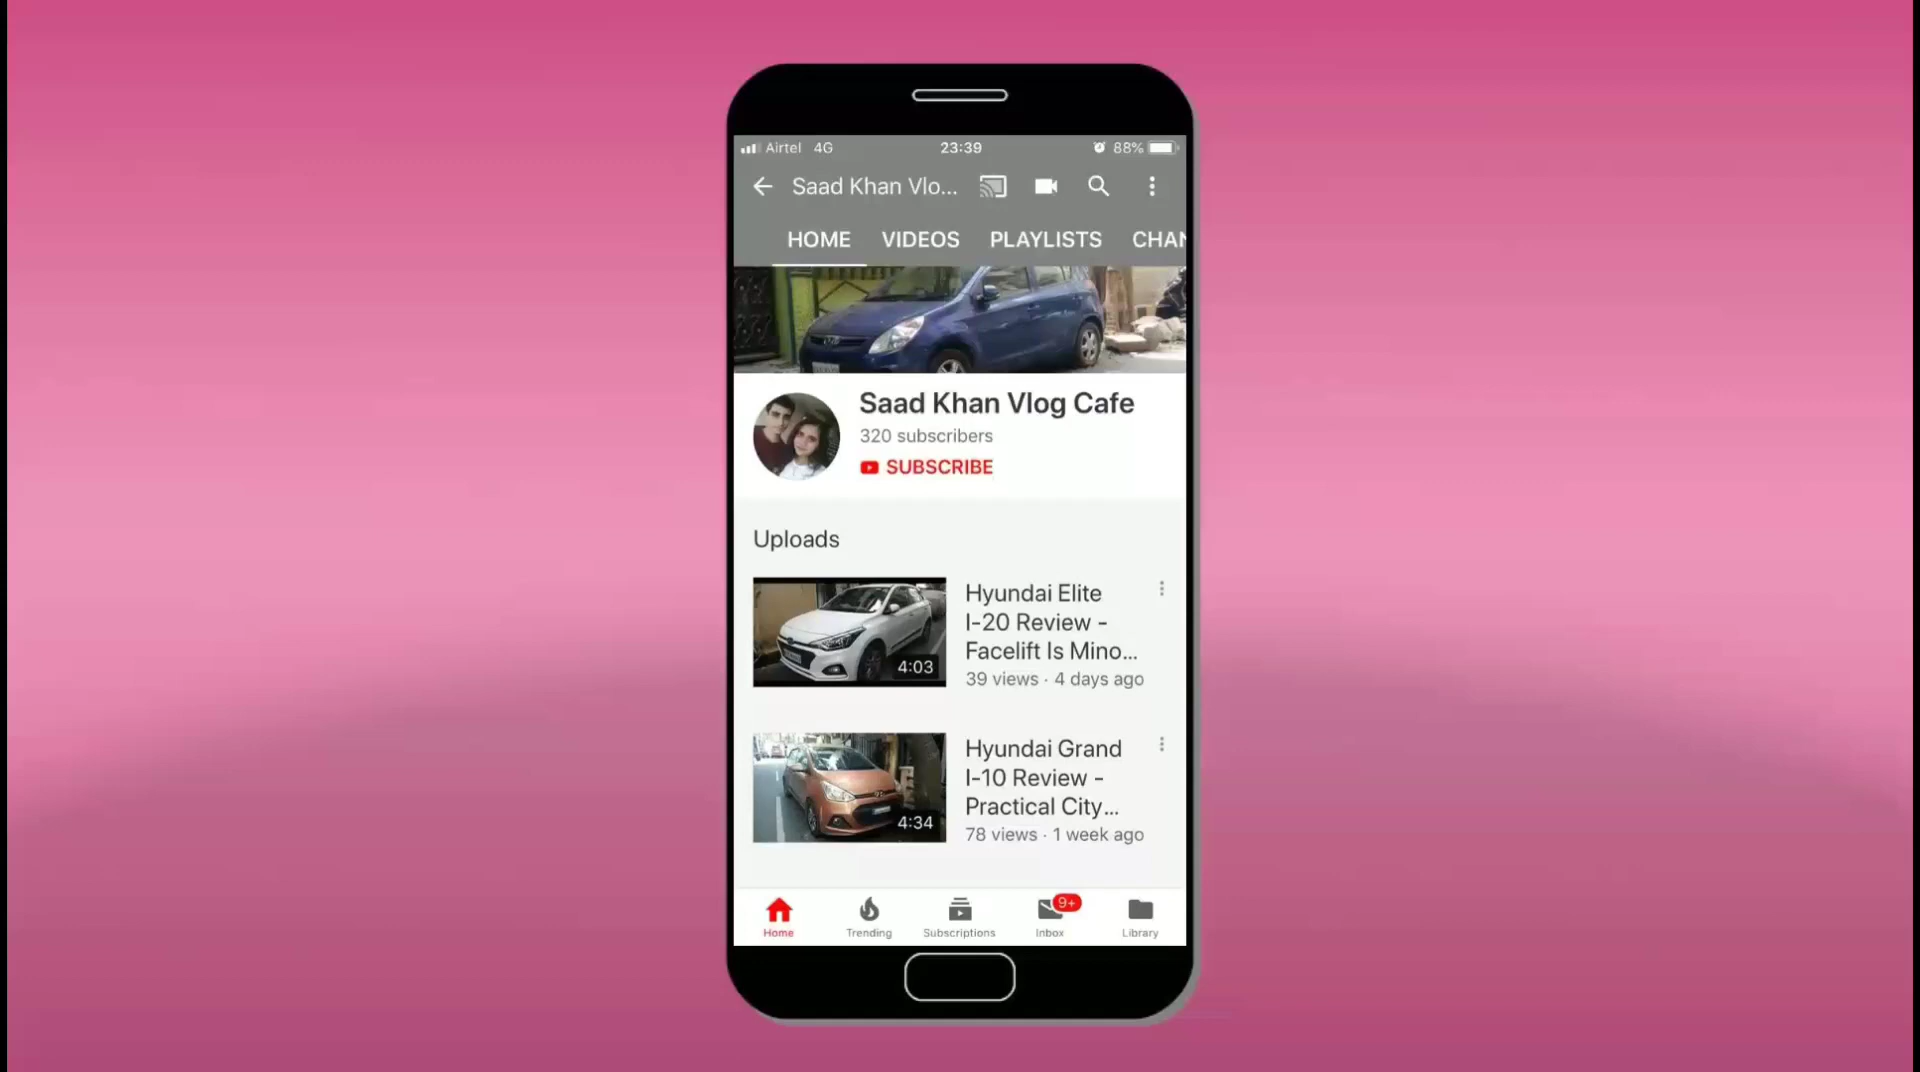 Airtel 4G 23:39 88%
Saad Khan Vlo...
HOME VIDEOS PLAYLISTS CHAN
Saad Khan Vlog Cafe
320 subscribers
SUBSCRIBE
Uploads
Hyundai Elite
I-20 Review -
Facelift Is Mino...
39 views · 4 days ago
4:03
Hyundai Grand
I-10 Review -
Practical City...
78 views · 1 week ago
4:34
9+
Home Trending Subscriptions Inbox Library